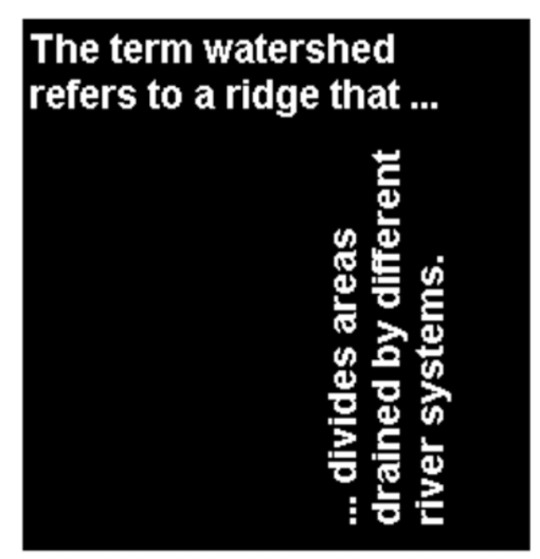 The term watershed
refers to a ridge that ...
... divides areas
drained by different
river systems.